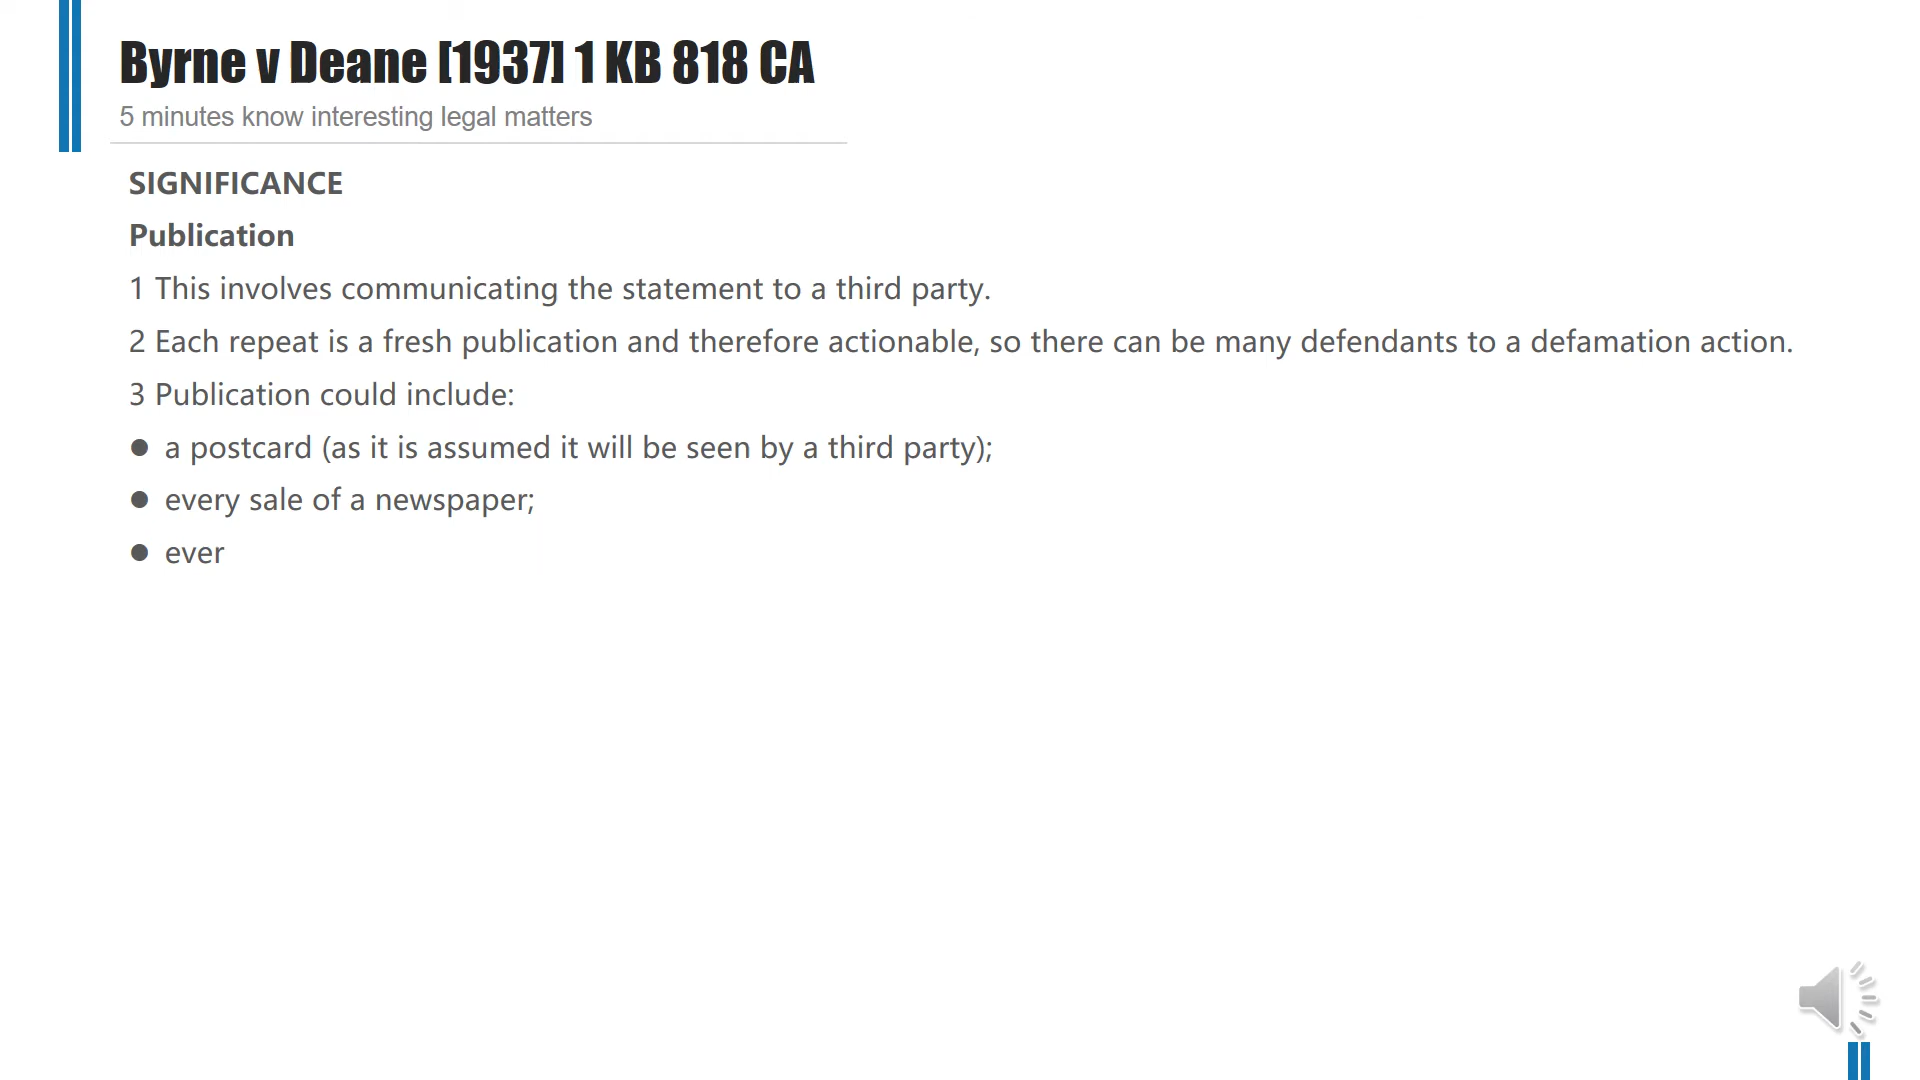 Byrne v Deane [1937] 1 KB 818 CA
5 minutes know interesting legal matters
SIGNIFICANCE
Publication
1 This involves communicating the statement to a third party.
2 Each repeat is a fresh publication and therefore actionable, so there can be many defendants to a defamation action.
3 Publication could include:
● a postcard (as it is assumed it will be seen by a third party);
● every sale of a newspaper;
● ever